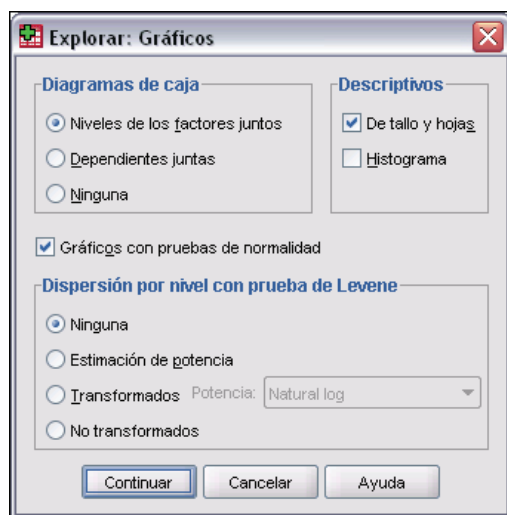 Explorar: Gráficos
Diagramas de caja
Niveles de los factores juntos
Dependientes juntas
Ninguna
Descriptivos
De tallo y hojas
Histograma
Gráficos con pruebas de normalidad
Dispersión por nivel con prueba de Levene
Ninguna
Estimación de potencia
Transformados Potencia: Natural log
No transformados
Continuar Cancelar Ayuda